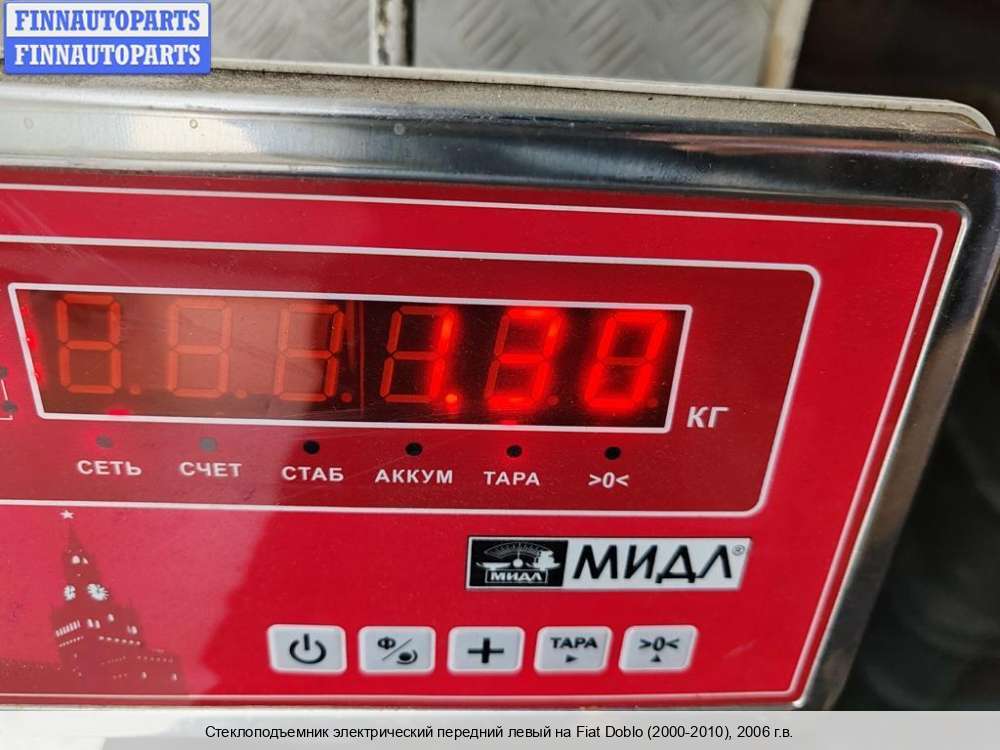 FINNAUTOPARTS
FINNAUTOPARTS
1.30
КГ
СЕТЬ СЧЕТ СТАБ АККУМ ТАРА >0<
МИДЛ МИДЛ®
Ф ТАРА >0<
Стеклоподъемник электрический передний левый на Fiat Doblo (2000-2010), 2006 г.в.